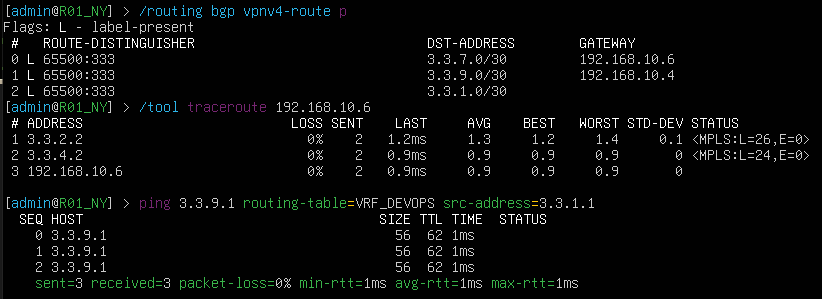 [admin@R01_NY] > /routing bgp vpnv4-route p
Flags: L - label-present
# ROUTE-DISTINGUISHER DST-ADDRESS GATEWAY
0 L 65500:333 3.3.7.0/30 192.168.10.6
1 L 65500:333 3.3.9.0/30 192.168.10.4
2 L 65500:333 3.3.1.0/30
[admin@R01_NY] > /tool traceroute 192.168.10.6
# ADDRESS LOSS SENT LAST AVG BEST WORST STD-DEV STATUS
1 3.3.2.2 0% 2 1.2ms 1.3 1.2 1.4 0.1 <MPLS:L=26,E=0>
2 3.3.4.2 0% 2 0.9ms 0.9 0.9 0.9 0 <MPLS:L=24,E=0>
3 192.168.10.6 0% 2 0.9ms 0.9 0.9 0.9 0
[admin@R01_NY] > ping 3.3.9.1 routing-table=VRF_DEVOPS src-address=3.3.1.1
SEQ HOST SIZE TTL TIME STATUS
0 3.3.9.1 56 62 1ms
1 3.3.9.1 56 62 1ms
2 3.3.9.1 56 62 1ms
sent=3 received=3 packet-loss=0% min-rtt=1ms avg-rtt=1ms max-rtt=1ms